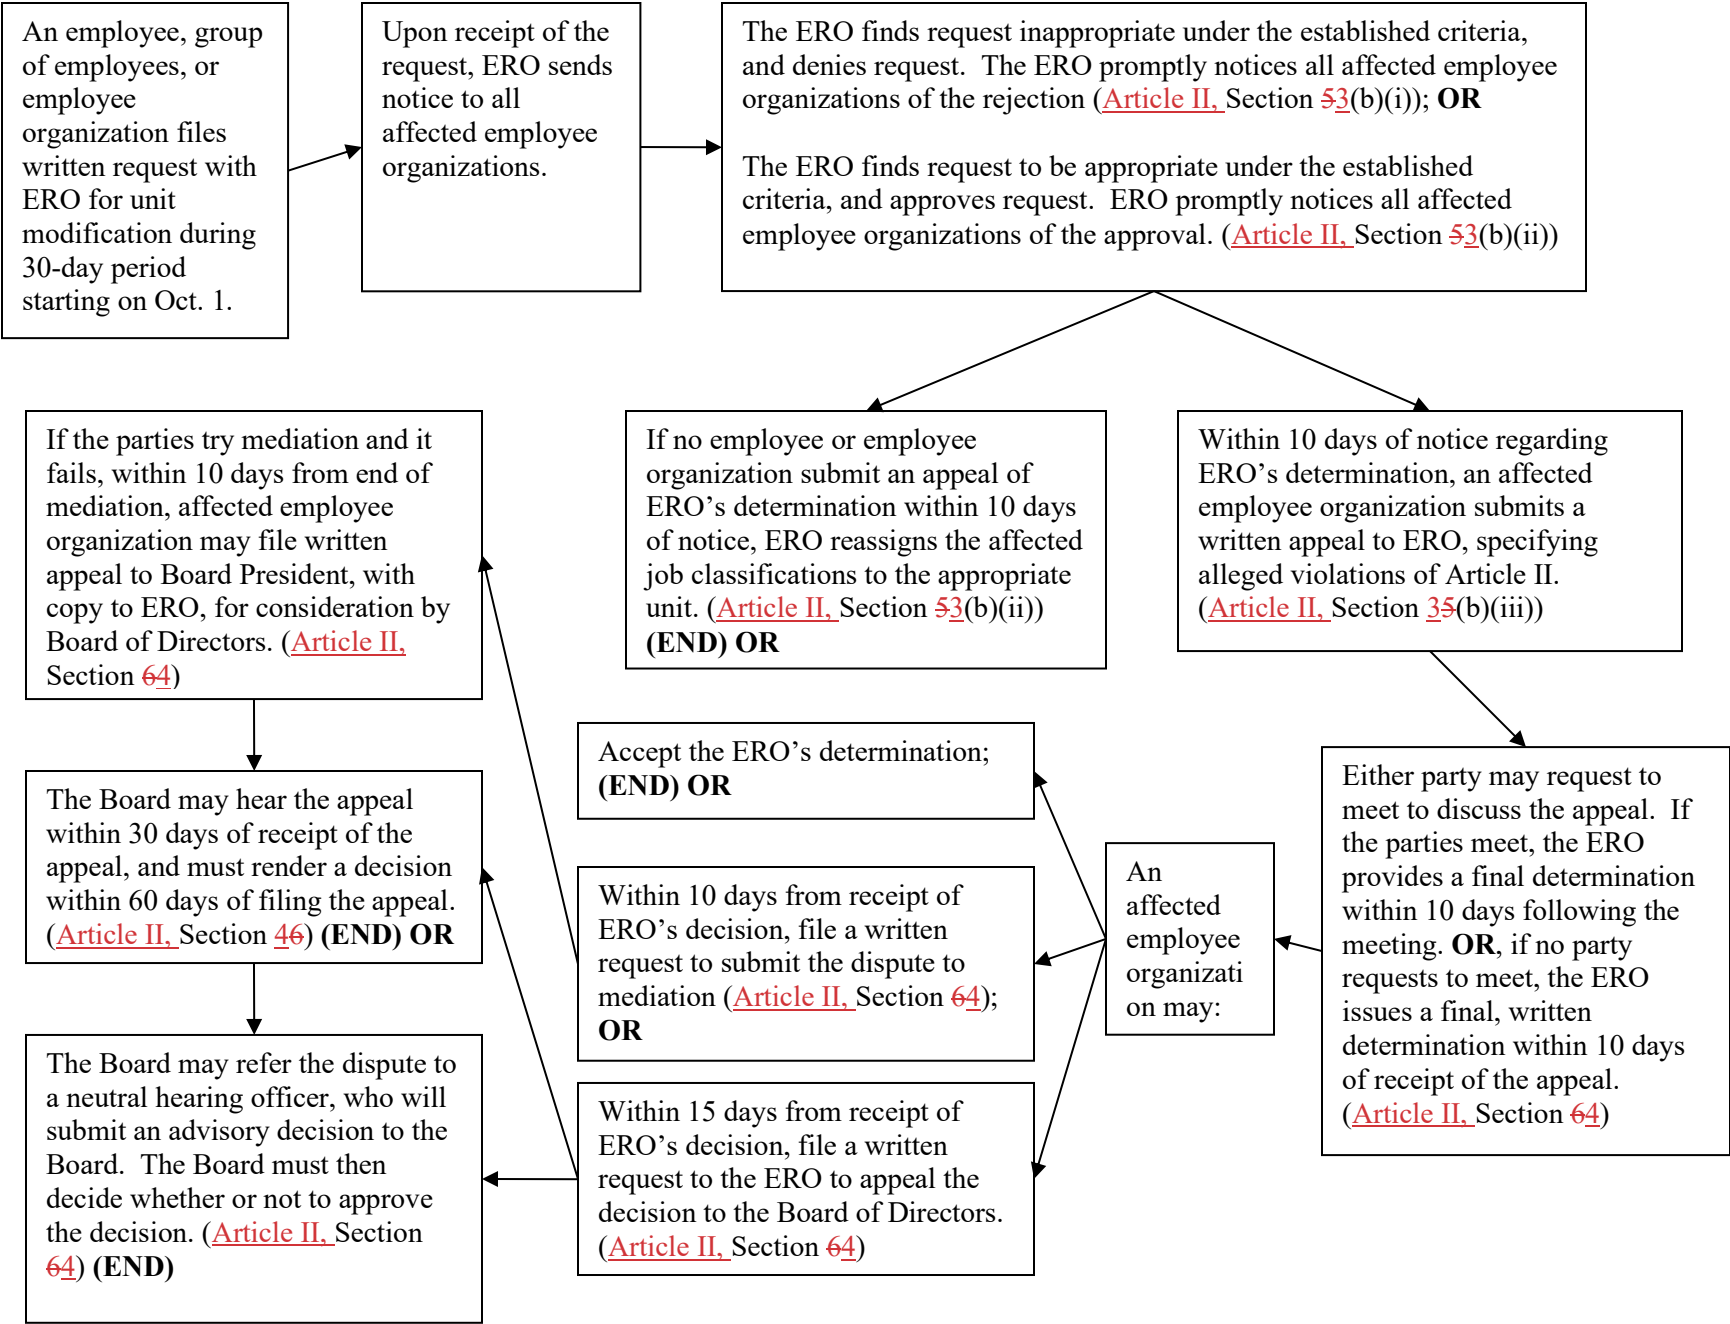 An employee, group
of employees, or
employee
organization files
written request with
ERO for unit
modification during
30-day period
starting on Oct. 1.
Upon receipt of the
request, ERO sends
notice to all
affected employee
organizations.
The ERO finds request inappropriate under the established criteria,
and denies request.  The ERO promptly notices all affected employee
organizations of the rejection (Article II, Section 53(b)(i)); OR
The ERO finds request to be appropriate under the established
criteria, and approves request.  ERO promptly notices all affected
employee organizations of the approval. (Article II, Section 53(b)(ii))
If no employee or employee
organization submit an appeal of
ERO’s determination within 10 days
of notice, ERO reassigns the affected
job classifications to the appropriate
unit. (Article II, Section 53(b)(ii))
(END) OR
Within 10 days of notice regarding
ERO’s determination, an affected
employee organization submits a
written appeal to ERO, specifying
alleged violations of Article II.
(Article II, Section 35(b)(iii))
Either party may request to
meet to discuss the appeal.  If
the parties meet, the ERO
provides a final determination
within 10 days following the
meeting. OR, if no party
requests to meet, the ERO
issues a final, written
determination within 10 days
of receipt of the appeal.
(Article II, Section 64)
An
affected
employee
organizati
on may:
Accept the ERO’s determination;
(END) OR
Within 10 days from receipt of
ERO’s decision, file a written
request to submit the dispute to
mediation (Article II, Section 64);
OR
Within 15 days from receipt of
ERO’s decision, file a written
request to the ERO to appeal the
decision to the Board of Directors.
(Article II, Section 64)
If the parties try mediation and it
fails, within 10 days from end of
mediation, affected employee
organization may file written
appeal to Board President, with
copy to ERO, for consideration by
Board of Directors. (Article II,
Section 64)
The Board may hear the appeal
within 30 days of receipt of the
appeal, and must render a decision
within 60 days of filing the appeal.
(Article II, Section 46) (END) OR
The Board may refer the dispute to
a neutral hearing officer, who will
submit an advisory decision to the
Board.  The Board must then
decide whether or not to approve
the decision. (Article II, Section
64) (END)